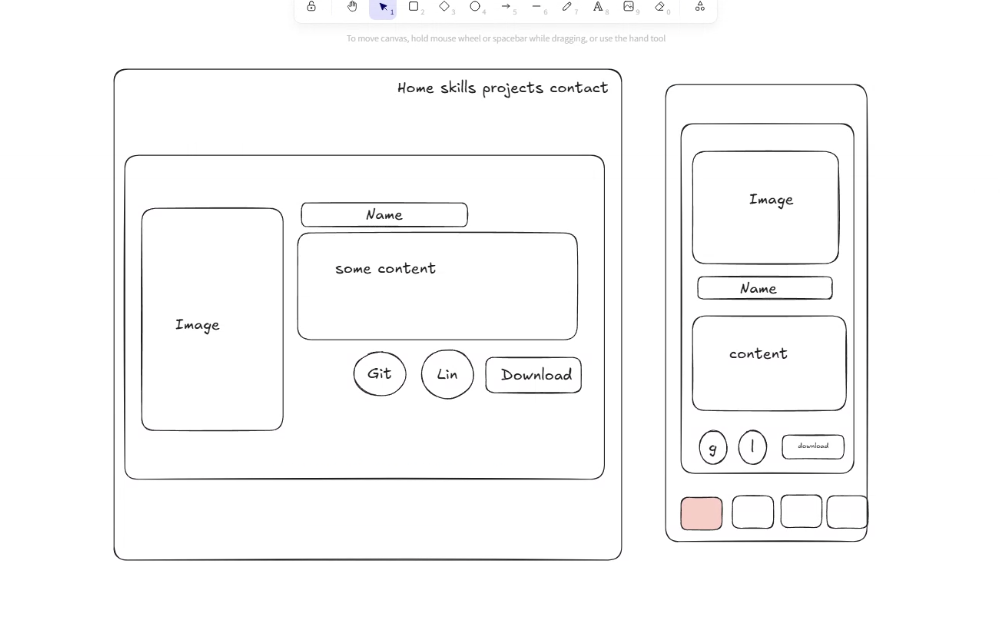 1 2 3 4 5 6 7 8 9 0
To move canvas, hold mouse wheel or spacebar while dragging, or use the hand tool
Home skills projects contact
Name
some content
Image
Git Lin Download
Image
Name
content
g l download